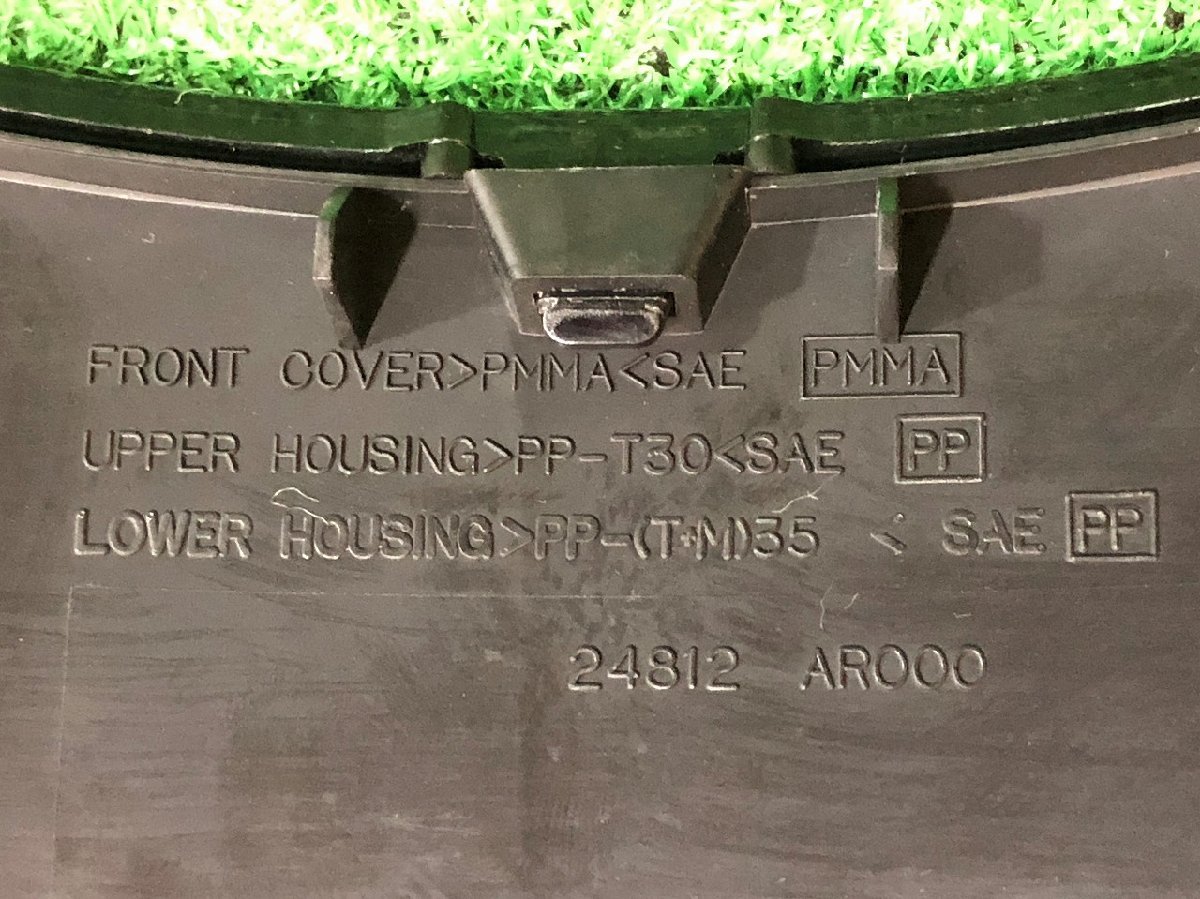 FRONT COVER>PMMA<SAE PMMA
UPPER HOUSING>PP-T30<SAE PP
LOWER HOUSING>PP-(T+M)35 < SAE PP
24812 AR000